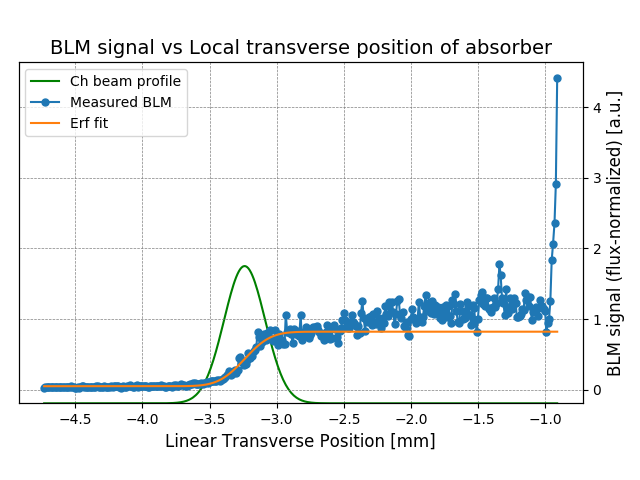 BLM signal vs Local transverse position of absorber
Ch beam profile
Measured BLM
Erf fit
4
3
2
1
0
BLM signal (flux-normalized) [a.u.]
−4.5 −4.0 −3.5 −3.0 −2.5 −2.0 −1.5 −1.0
Linear Transverse Position [mm]